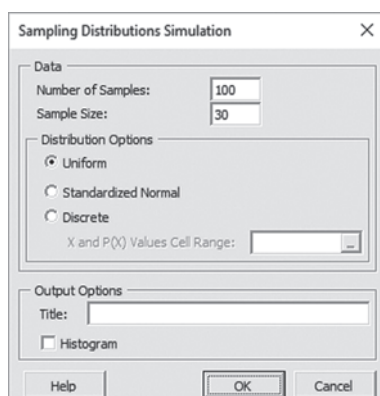 Sampling Distributions Simulation
Data
Number of Samples: 100
Sample Size: 30
Distribution Options
Uniform
Standardized Normal
Discrete
X and P(X) Values Cell Range: ...
Output Options
Title:
Histogram
Help OK Cancel